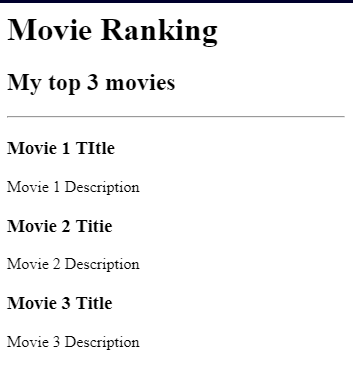 Movie Ranking
My top 3 movies
Movie 1 TItle
Movie 1 Description
Movie 2 Titie
Movie 2 Description
Movie 3 Title
Movie 3 Description